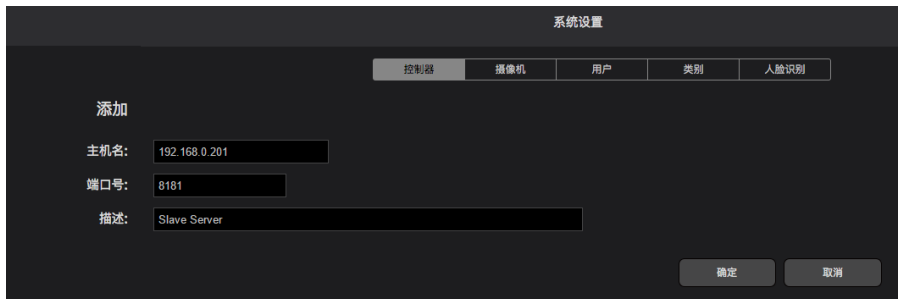 系统设置
控制器 摄像机 用户 类别 人脸识别
添加
主机名: 192.168.0.201
端口号: 8181
描述: Slave Server
确定 取消